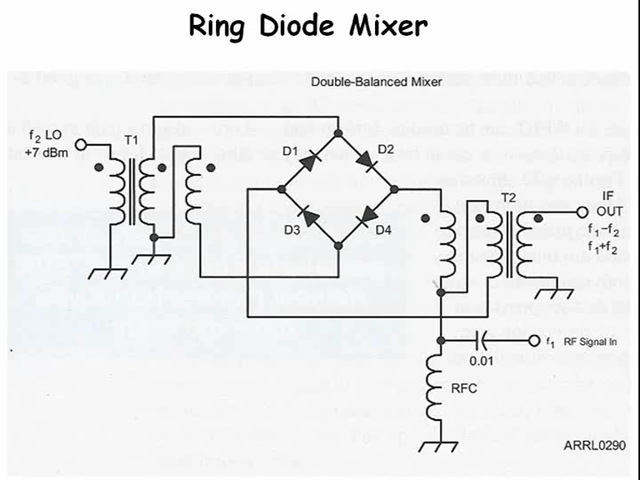 Ring Diode Mixer
Double-Balanced Mixer
f₂ LO
+7 dBm
T1
D1
D2
D3
D4
T2
IF
OUT
f₁−f₂
f₁+f₂
0.01
f₁ RF Signal In
RFC
ARRL0290